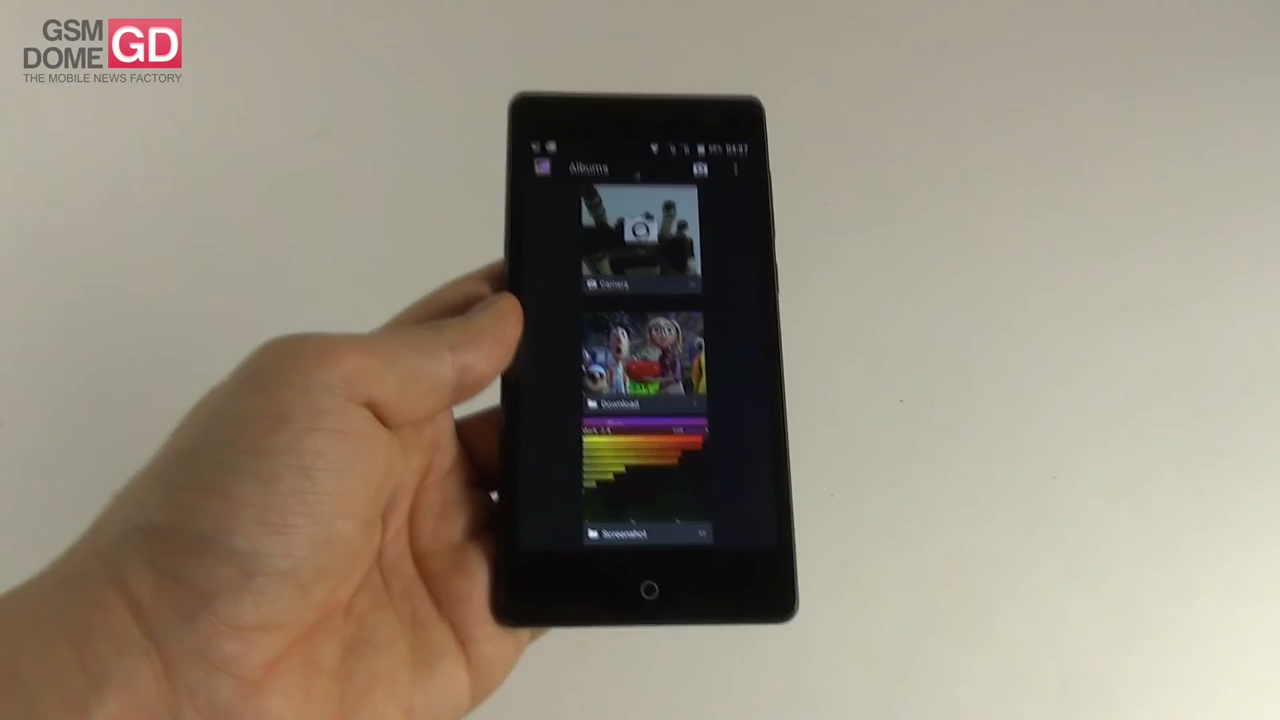 GSM
DOME
GD
THE MOBILE NEWS FACTORY
Albums
Camera
Download
Screenshot